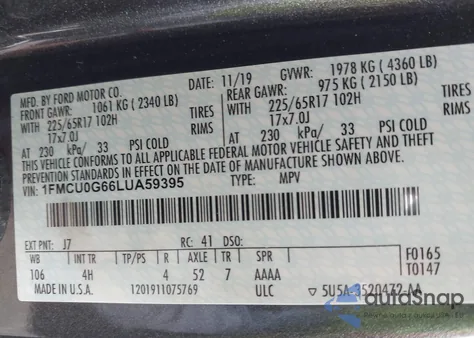 MFD. BY FORD MOTOR CO.
DATE: 11/19 GVWR: 1978 KG ( 4360 LB)
FRONT GAWR: 1061 KG ( 2340 LB) REAR GAWR: 975 KG ( 2150 LB)
WITH 225/65R17 102H TIRES WITH 225/65R17 102H TIRES
17x7.0J RIMS 17x7.0J RIMS
AT 230 kPa/ 33 PSI COLD AT 230 kPa/ 33 PSI COLD
THIS VEHICLE CONFORMS TO ALL APPLICABLE FEDERAL MOTOR VEHICLE SAFETY AND THEFT
PREVENTION STANDARDS IN EFFECT ON THE DATE OF MANUFACTURE SHOWN ABOVE.
VIN: 1FMCU0G66LUA59395 TYPE: MPV
EXT PNT: J7 RC: 41 DSO:
WB INT TR TP/PS R AXLE TR SPR F0165
106 4H 4 52 7 AAAA T0147
MADE IN U.S.A. 1201911075769 ULC ▽ 5U5A-3520472-AA
autosnap